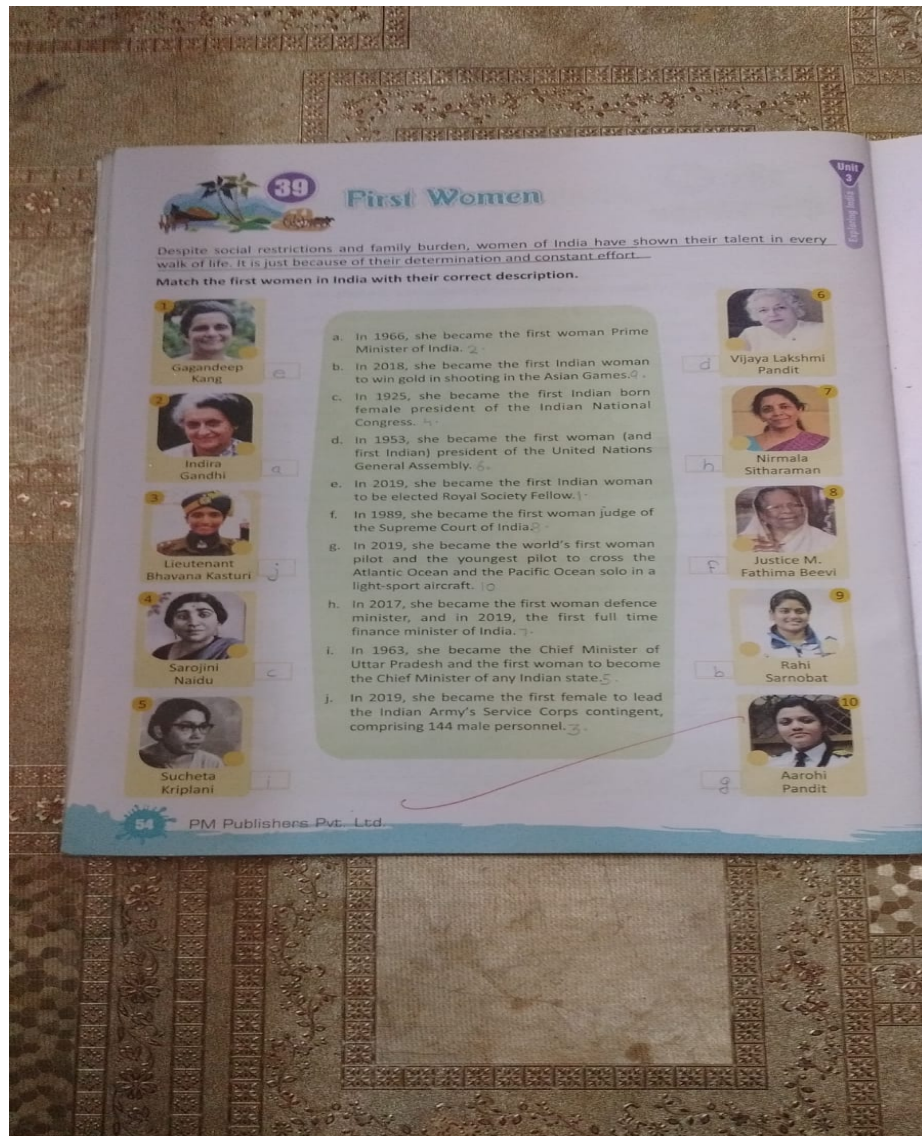 39
First Women
Unit
3
Exploring India
Despite social restrictions and family burden, women of India have shown their talent in every
walk of life. It is just because of their determination and constant effort.
Match the first women in India with their correct description.
1
Gagandeep
Kang
e
2
Indira
Gandhi
a
3
Lieutenant
Bhavana Kasturi
j
4
Sarojini
Naidu
c
5
Sucheta
Kriplani
i
a. In 1966, she became the first woman Prime
Minister of India. 2.
b. In 2018, she became the first Indian woman
to win gold in shooting in the Asian Games. 9.
c. In 1925, she became the first Indian born
female president of the Indian National
Congress. 4.
d. In 1953, she became the first woman (and
first Indian) president of the United Nations
General Assembly. 6.
e. In 2019, she became the first Indian woman
to be elected Royal Society Fellow. 1.
f. In 1989, she became the first woman judge of
the Supreme Court of India. 8.
g. In 2019, she became the world's first woman
pilot and the youngest pilot to cross the
Atlantic Ocean and the Pacific Ocean solo in a
light-sport aircraft. 10
h. In 2017, she became the first woman defence
minister, and in 2019, the first full time
finance minister of India. 7.
i. In 1963, she became the Chief Minister of
Uttar Pradesh and the first woman to become
the Chief Minister of any Indian state. 5.
j. In 2019, she became the first female to lead
the Indian Army's Service Corps contingent,
comprising 144 male personnel. 3.
6
d
Vijaya Lakshmi
Pandit
7
h
Nirmala
Sitharaman
8
f
Justice M.
Fathima Beevi
9
b
Rahi
Sarnobat
10
g
Aarohi
Pandit
54
PM Publishers Pvt. Ltd.